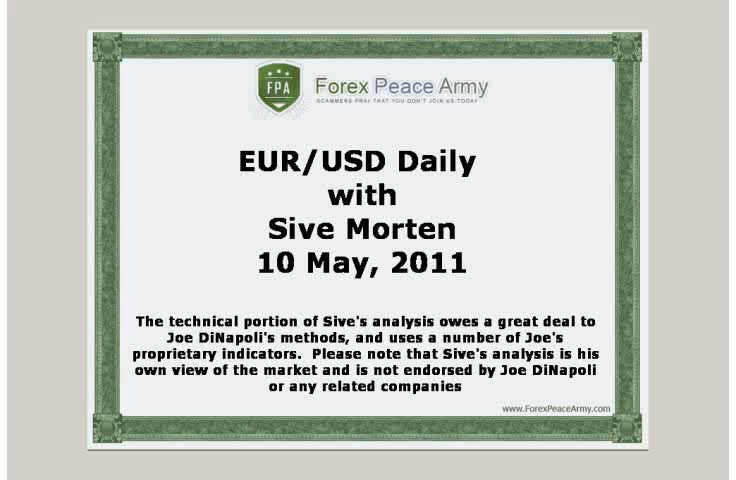 FPA
Forex Peace Army
SCAMMERS PRAY THAT YOU DON'T JOIN US TODAY
EUR/USD Daily
with
Sive Morten
10 May, 2011
The technical portion of Sive's analysis owes a great deal to
Joe DiNapoli's methods, and uses a number of Joe's
proprietary indicators.  Please note that Sive's analysis is his
own view of the market and is not endorsed by Joe DiNapoli
or any related companies
www.ForexPeaceArmy.com